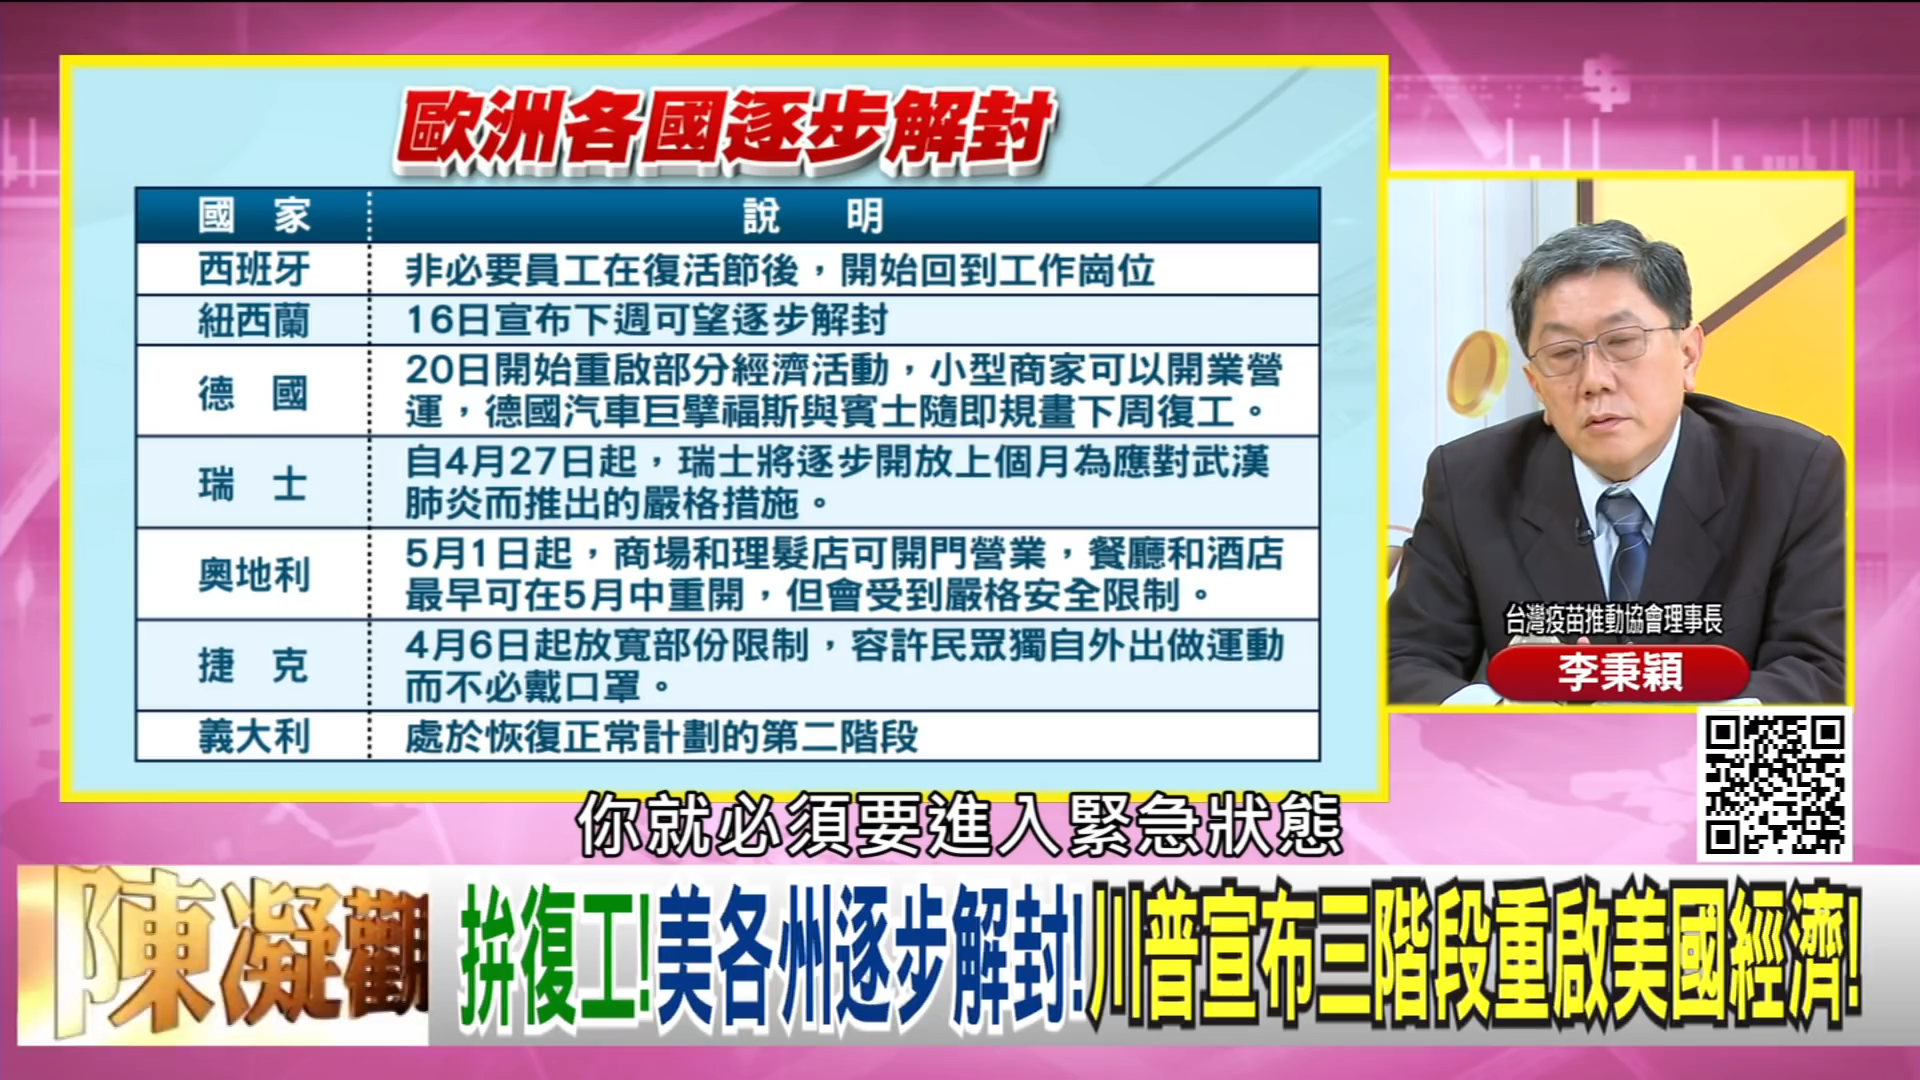 歐洲各國逐步解封
國家 說明
西班牙 非必要員工在復活節後，開始回到工作崗位
紐西蘭 16日宣布下週可望逐步解封
德國 20日開始重啟部分經濟活動，小型商家可以開業營
運，德國汽車巨擘福斯與賓士隨即規畫下周復工。
瑞士 自4月27日起，瑞士將逐步開放上個月為應對武漢
肺炎而推出的嚴格措施。
奧地利 5月1日起，商場和理髮店可開門營業，餐廳和酒店
最早可在5月中重開，但會受到嚴格安全限制。
捷克 4月6日起放寬部份限制，容許民眾獨自外出做運動
而不必戴口罩。
義大利 處於恢復正常計劃的第二階段
台灣疫苗推動協會理事長
李秉穎
你就必須要進入緊急狀態
陳凝觀
拚復工!美各州逐步解封!川普宣布三階段重啟美國經濟!